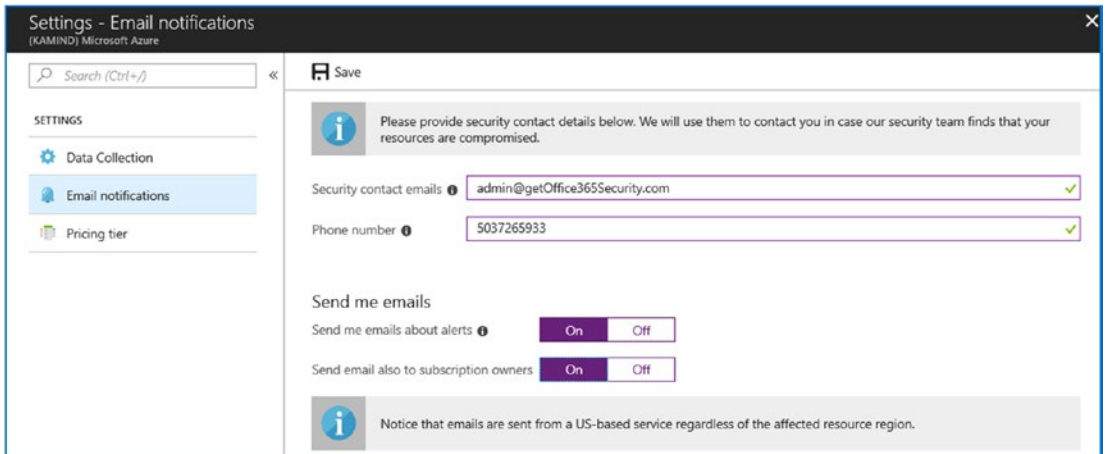 Settings - Email notifications
(KAMIND) Microsoft Azure
Search (Ctrl+/)
SETTINGS
Data Collection
Email notifications
Pricing tier
Save
Please provide security contact details below. We will use them to contact you in case our security team finds that your
resources are compromised.
Security contact emails
admin@getOffice365Security.com
Phone number
5037265933
Send me emails
Send me emails about alerts
On Off
Send email also to subscription owners
On Off
Notice that emails are sent from a US-based service regardless of the affected resource region.